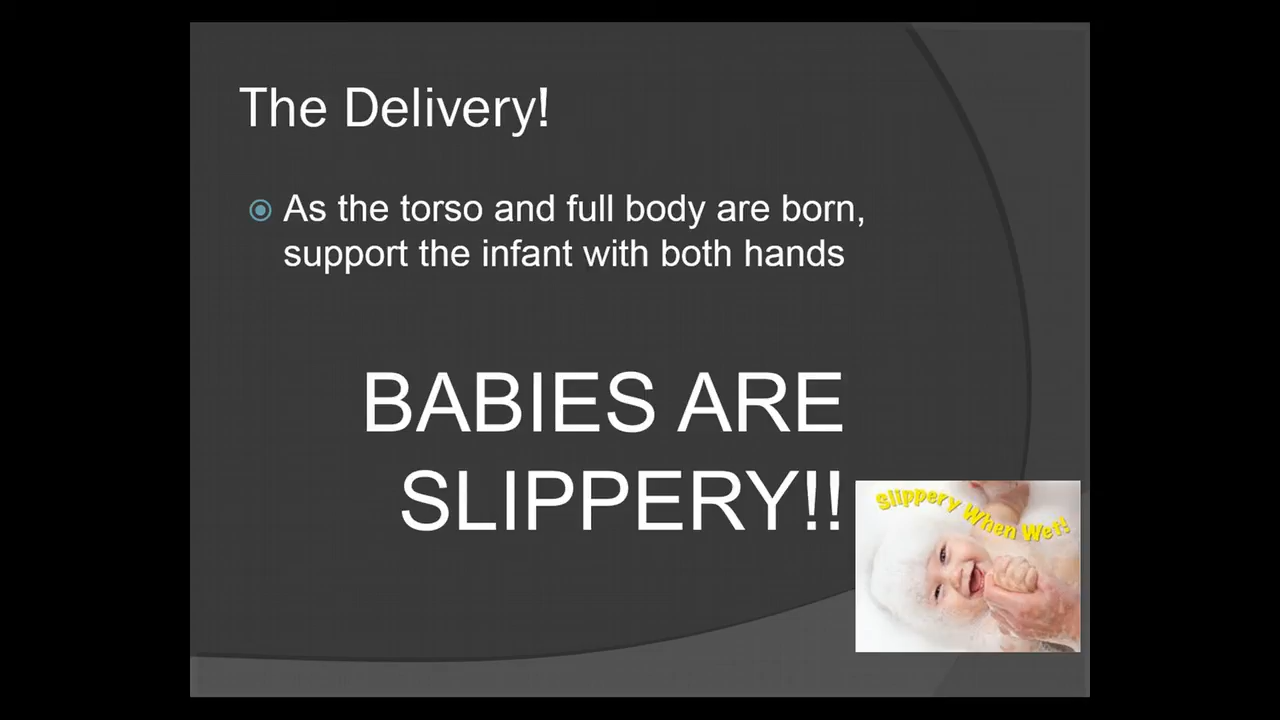 The Delivery!
As the torso and full body are born,
support the infant with both hands
BABIES ARE
SLIPPERY!!
Slippery When Wet!